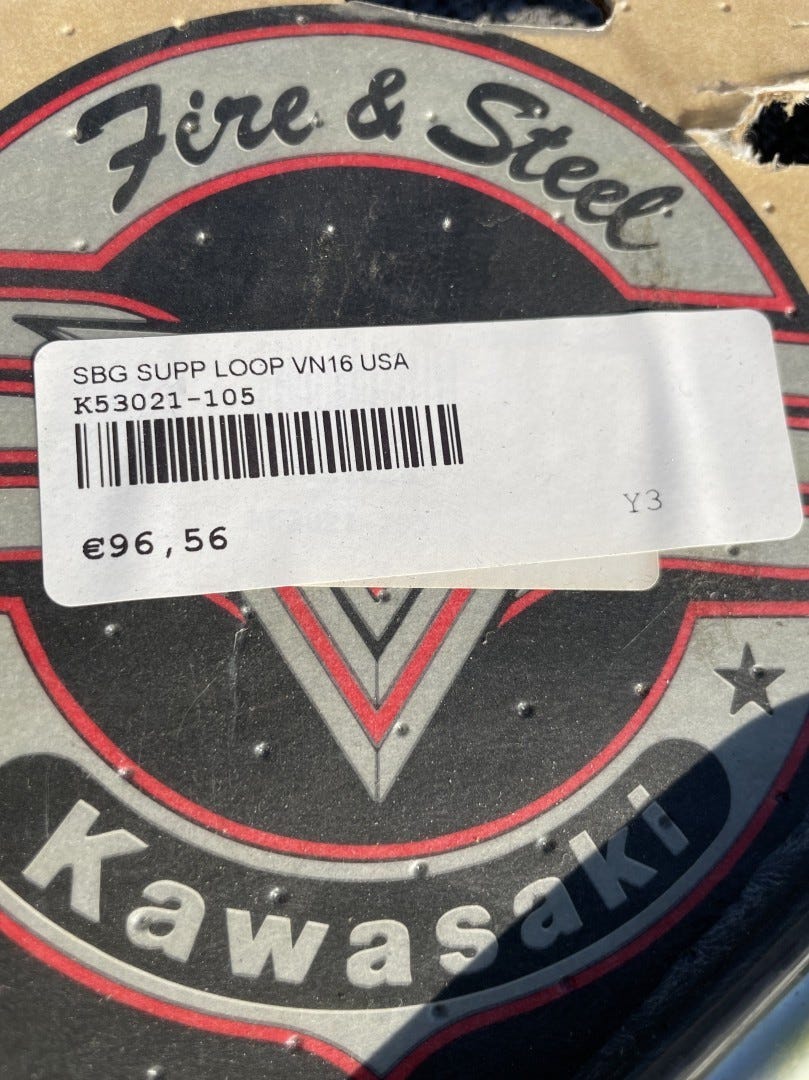 Fire & Steel
SBG SUPP LOOP VN16 USA
K53021-105
Y3
€96,56
Kawasaki